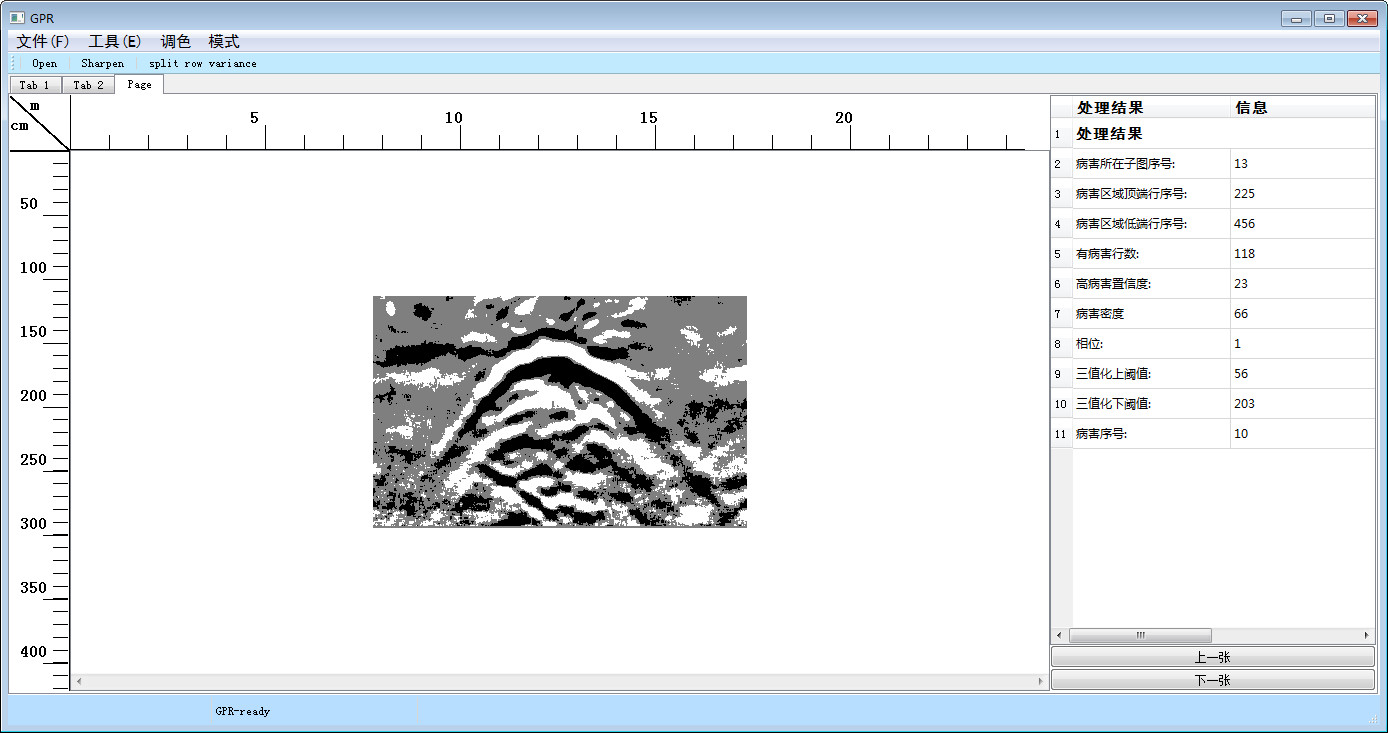 GPR
文件(F) 工具(E) 调色 模式
Open Sharpen split row variance
Tab 1 Tab 2 Page
m
cm
5 10 15 20
50
100
150
200
250
300
350
400
处理结果 信息
1 处理结果
2 病害所在子图序号: 13
3 病害区域顶端行序号: 225
4 病害区域低端行序号: 456
5 有病害行数: 118
6 高病害置信度: 23
7 病害密度 66
8 相位: 1
9 三值化上阈值: 56
10 三值化下阈值: 203
11 病害序号: 10
上一张
下一张
GPR-ready